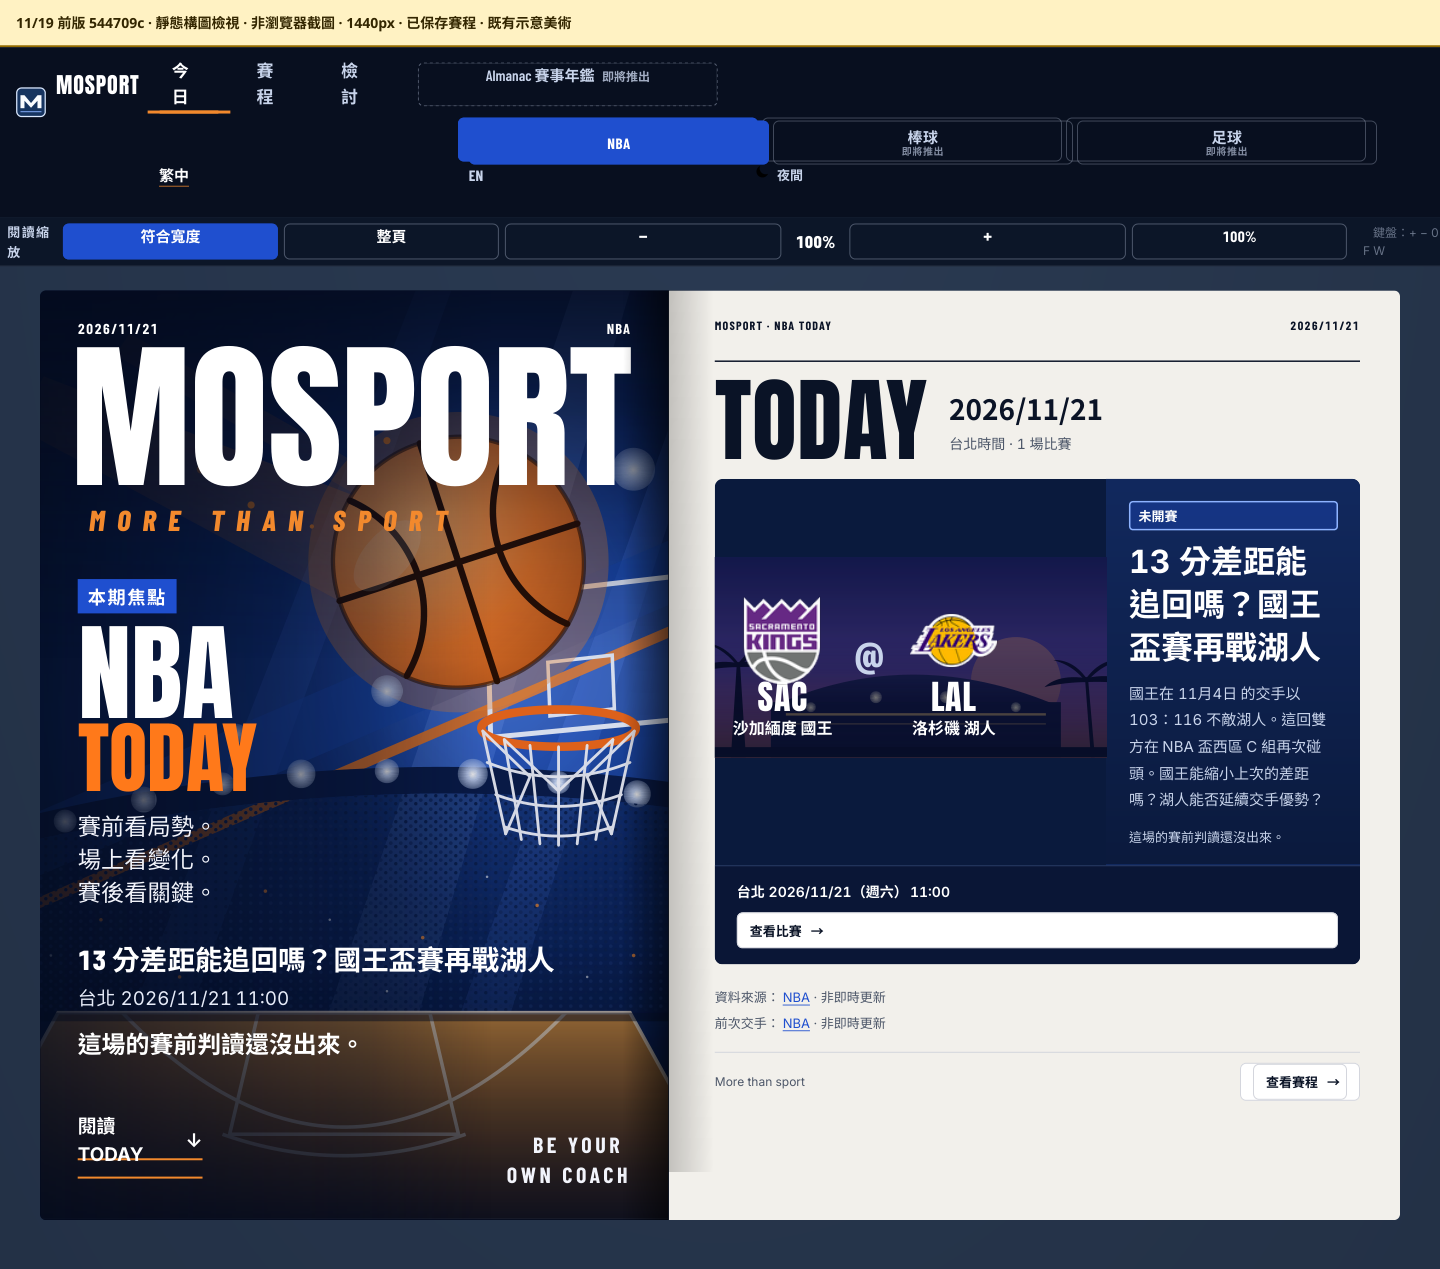 11/19 前版 544709c · 靜態構圖檢視 · 非瀏覽器截圖 · 1440px · 已保存賽程 · 既有示意美術
M
MOSPORT
今日
賽程
檢討
Almanac 賽事年鑑 即將推出
NBA
棒球
即將推出
足球
即將推出
繁中
EN
夜間
閱讀縮放
符合寬度
整頁
−
100%
+
100%
鍵盤：+ − 0
F W
2026/11/21
NBA
MOSPORT
MORE THAN SPORT
本期焦點
NBA
TODAY
賽前看局勢。
場上看變化。
賽後看關鍵。
13 分差距能追回嗎？國王盃賽再戰湖人
台北 2026/11/21 11:00
這場的賽前判讀還沒出來。
閱讀
TODAY ↓
BE YOUR
OWN COACH
MOSPORT · NBA TODAY
2026/11/21
TODAY
2026/11/21
台北時間 · 1 場比賽
SACRAMENTO
KINGS
@
LOS ANGELES
LAKERS
SAC
沙加緬度 國王
LAL
洛杉磯 湖人
未開賽
13 分差距能
追回嗎？國王
盃賽再戰湖人
國王在 11月4日 的交手以
103：116 不敵湖人。這回雙
方在 NBA 盃西區 C 組再次碰
頭。國王能縮小上次的差距
嗎？湖人能否延續交手優勢？
這場的賽前判讀還沒出來。
台北 2026/11/21（週六） 11:00
查看比賽 →
資料來源： NBA · 非即時更新
前次交手： NBA · 非即時更新
More than sport
查看賽程 →